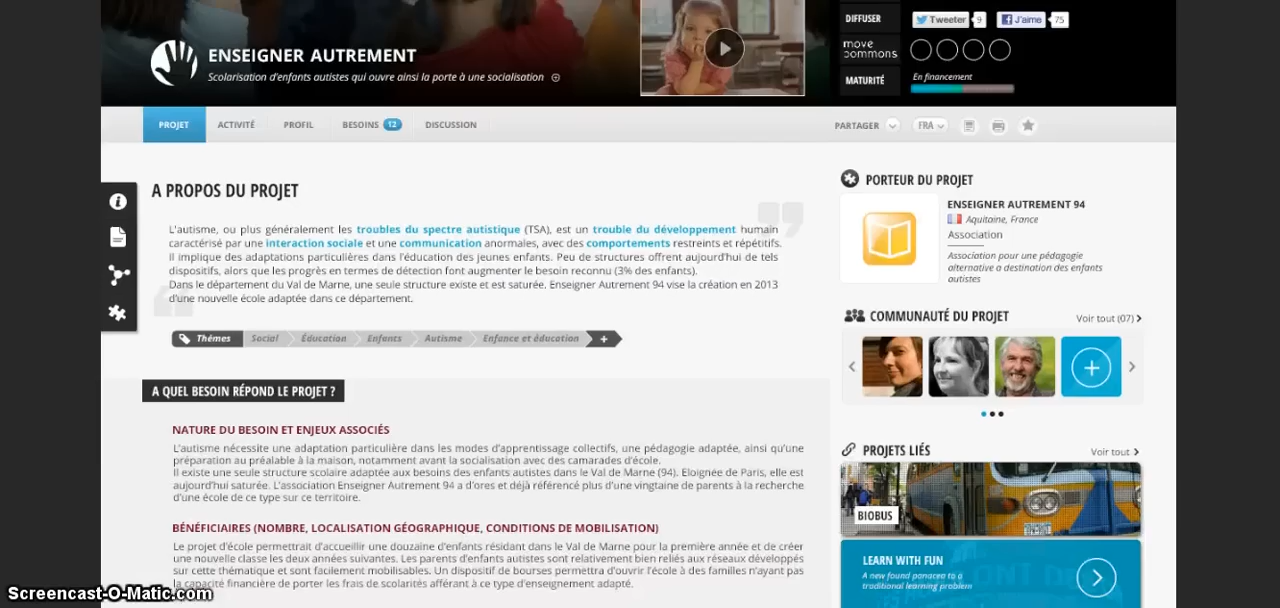 ENSEIGNER AUTREMENT
Scolarisation d'enfants autistes qui ouvre ainsi la porte à une socialisation
DIFFUSER
Tweeter 9
J'aime 75
move commons
MATURITÉ
En financement
PROJET
ACTIVITÉ
PROFIL
BESOINS 12
DISCUSSION
PARTAGER
FRA
A PROPOS DU PROJET
L'autisme, ou plus généralement les troubles du spectre autistique (TSA), est un trouble du développement humain
caractérisé par une interaction sociale et une communication anormales, avec des comportements restreints et répétitifs.
Il implique des adaptations particulières dans l'éducation des jeunes enfants. Peu de structures offrent aujourd'hui de tels
dispositifs, alors que les progrès en termes de détection font augmenter le besoin reconnu (3% des enfants).
Dans le département du Val de Marne, une seule structure existe et est saturée. Enseigner Autrement 94 vise la création en 2013
d'une nouvelle école adaptée dans ce département.
Thémes
Social
Éducation
Enfants
Autisme
Enfance et éducation
+
A QUEL BESOIN RÉPOND LE PROJET ?
NATURE DU BESOIN ET ENJEUX ASSOCIÉS
L'autisme nécessite une adaptation particulière dans les modes d'apprentissage collectifs, une pédagogie adaptée, ainsi qu'une
préparation au préalable à la maison, notamment avant la socialisation avec des camarades d'école.
Il existe une seule structure scolaire adaptée aux besoins des enfants autistes dans le Val de Marne (94). Eloignée de Paris, elle est
aujourd'hui saturée. L'association Enseigner Autrement 94 a d'ores et déjà référencé plus d'une vingtaine de parents à la recherche
d'une école de ce type sur ce territoire.
BÉNÉFICIAIRES (NOMBRE, LOCALISATION GÉOGRAPHIQUE, CONDITIONS DE MOBILISATION)
Le projet d'école permettrait d'accueillir une douzaine d'enfants résidant dans le Val de Marne pour la première année et de créer
une nouvelle classe les deux années suivantes. Les parents d'enfants autistes sont relativement bien reliés aux réseaux développés
sur cette thématique et sont facilement mobilisables. Un dispositif de bourses permettra d'ouvrir l'école à des familles n'ayant pas
la capacité financière de porter les frais de scolarités afférant à ce type d'enseignement adapté.
PORTEUR DU PROJET
ENSEIGNER AUTREMENT 94
Aquitaine, France
Association
Association pour une pédagogie
alternative a destination des enfants
autistes
COMMUNAUTÉ DU PROJET
Voir tout (07)
PROJETS LIÉS
Voir tout
BIOBUS
LEARN WITH FUN
A new found panacea to a
traditional learning problem
Screencast-O-Matic.com